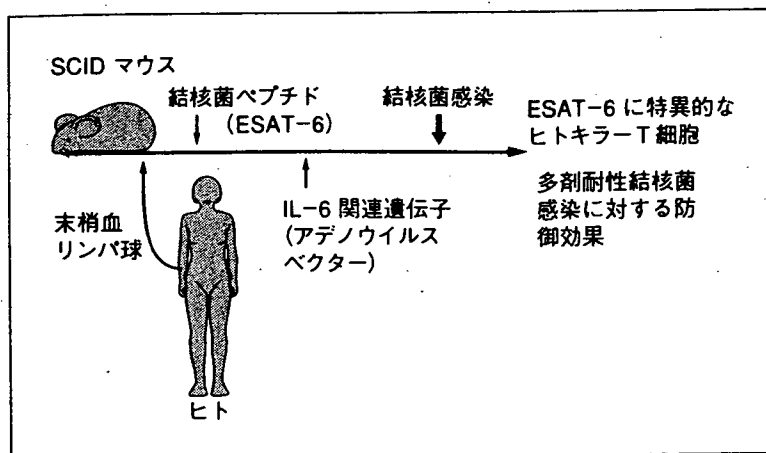 SCID マウス
結核菌ペプチド
(ESAT-6)
結核菌感染
ESAT-6 に特異的な
ヒトキラーT 細胞
多剤耐性結核菌
感染に対する防
御効果
IL-6 関連遺伝子
(アデノウイルス
ベクター)
末梢血
リンパ球
ヒト